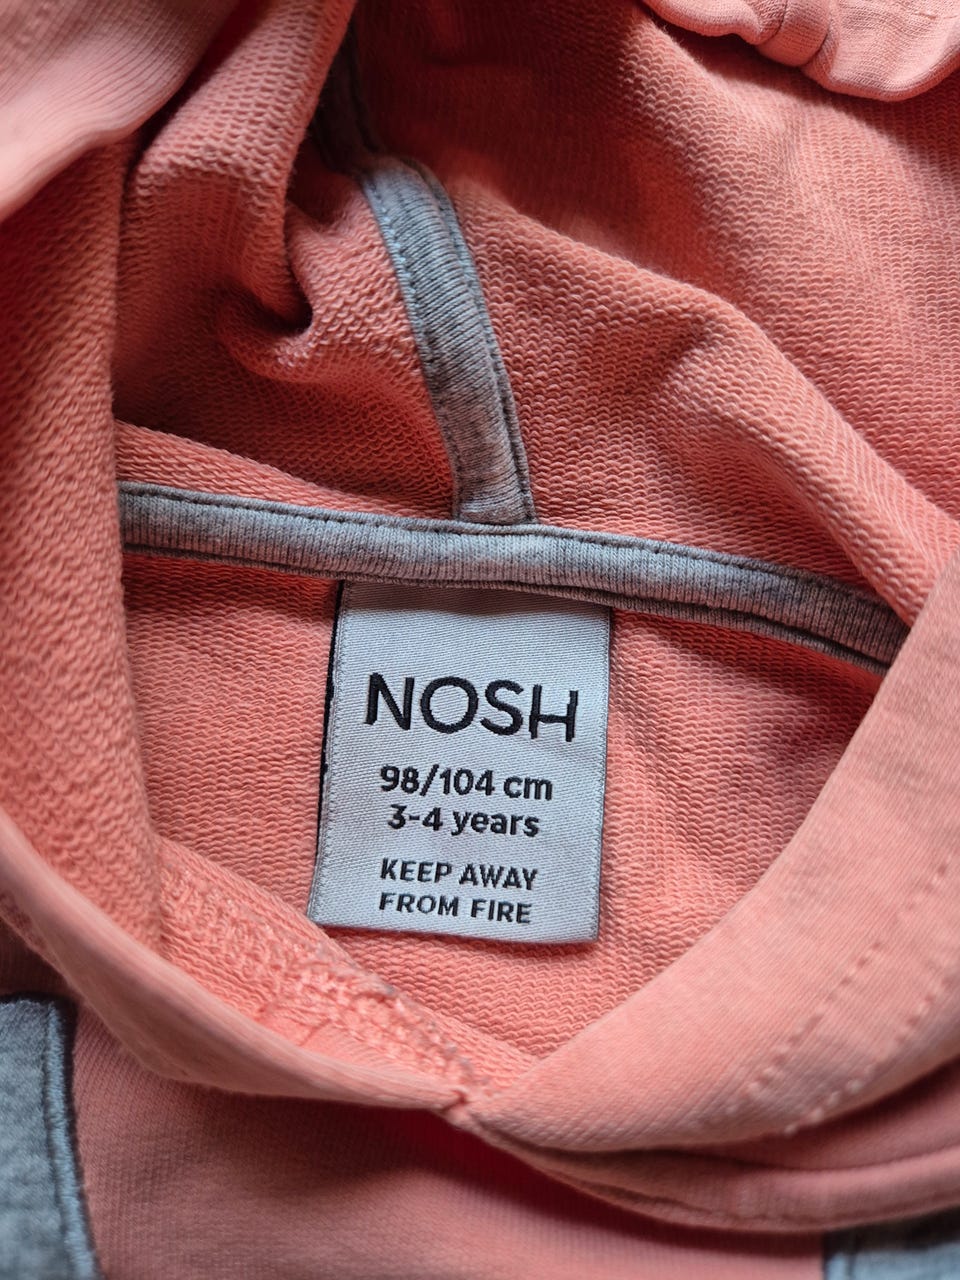 NOSH
98/104 cm
3-4 years
KEEP AWAY
FROM FIRE